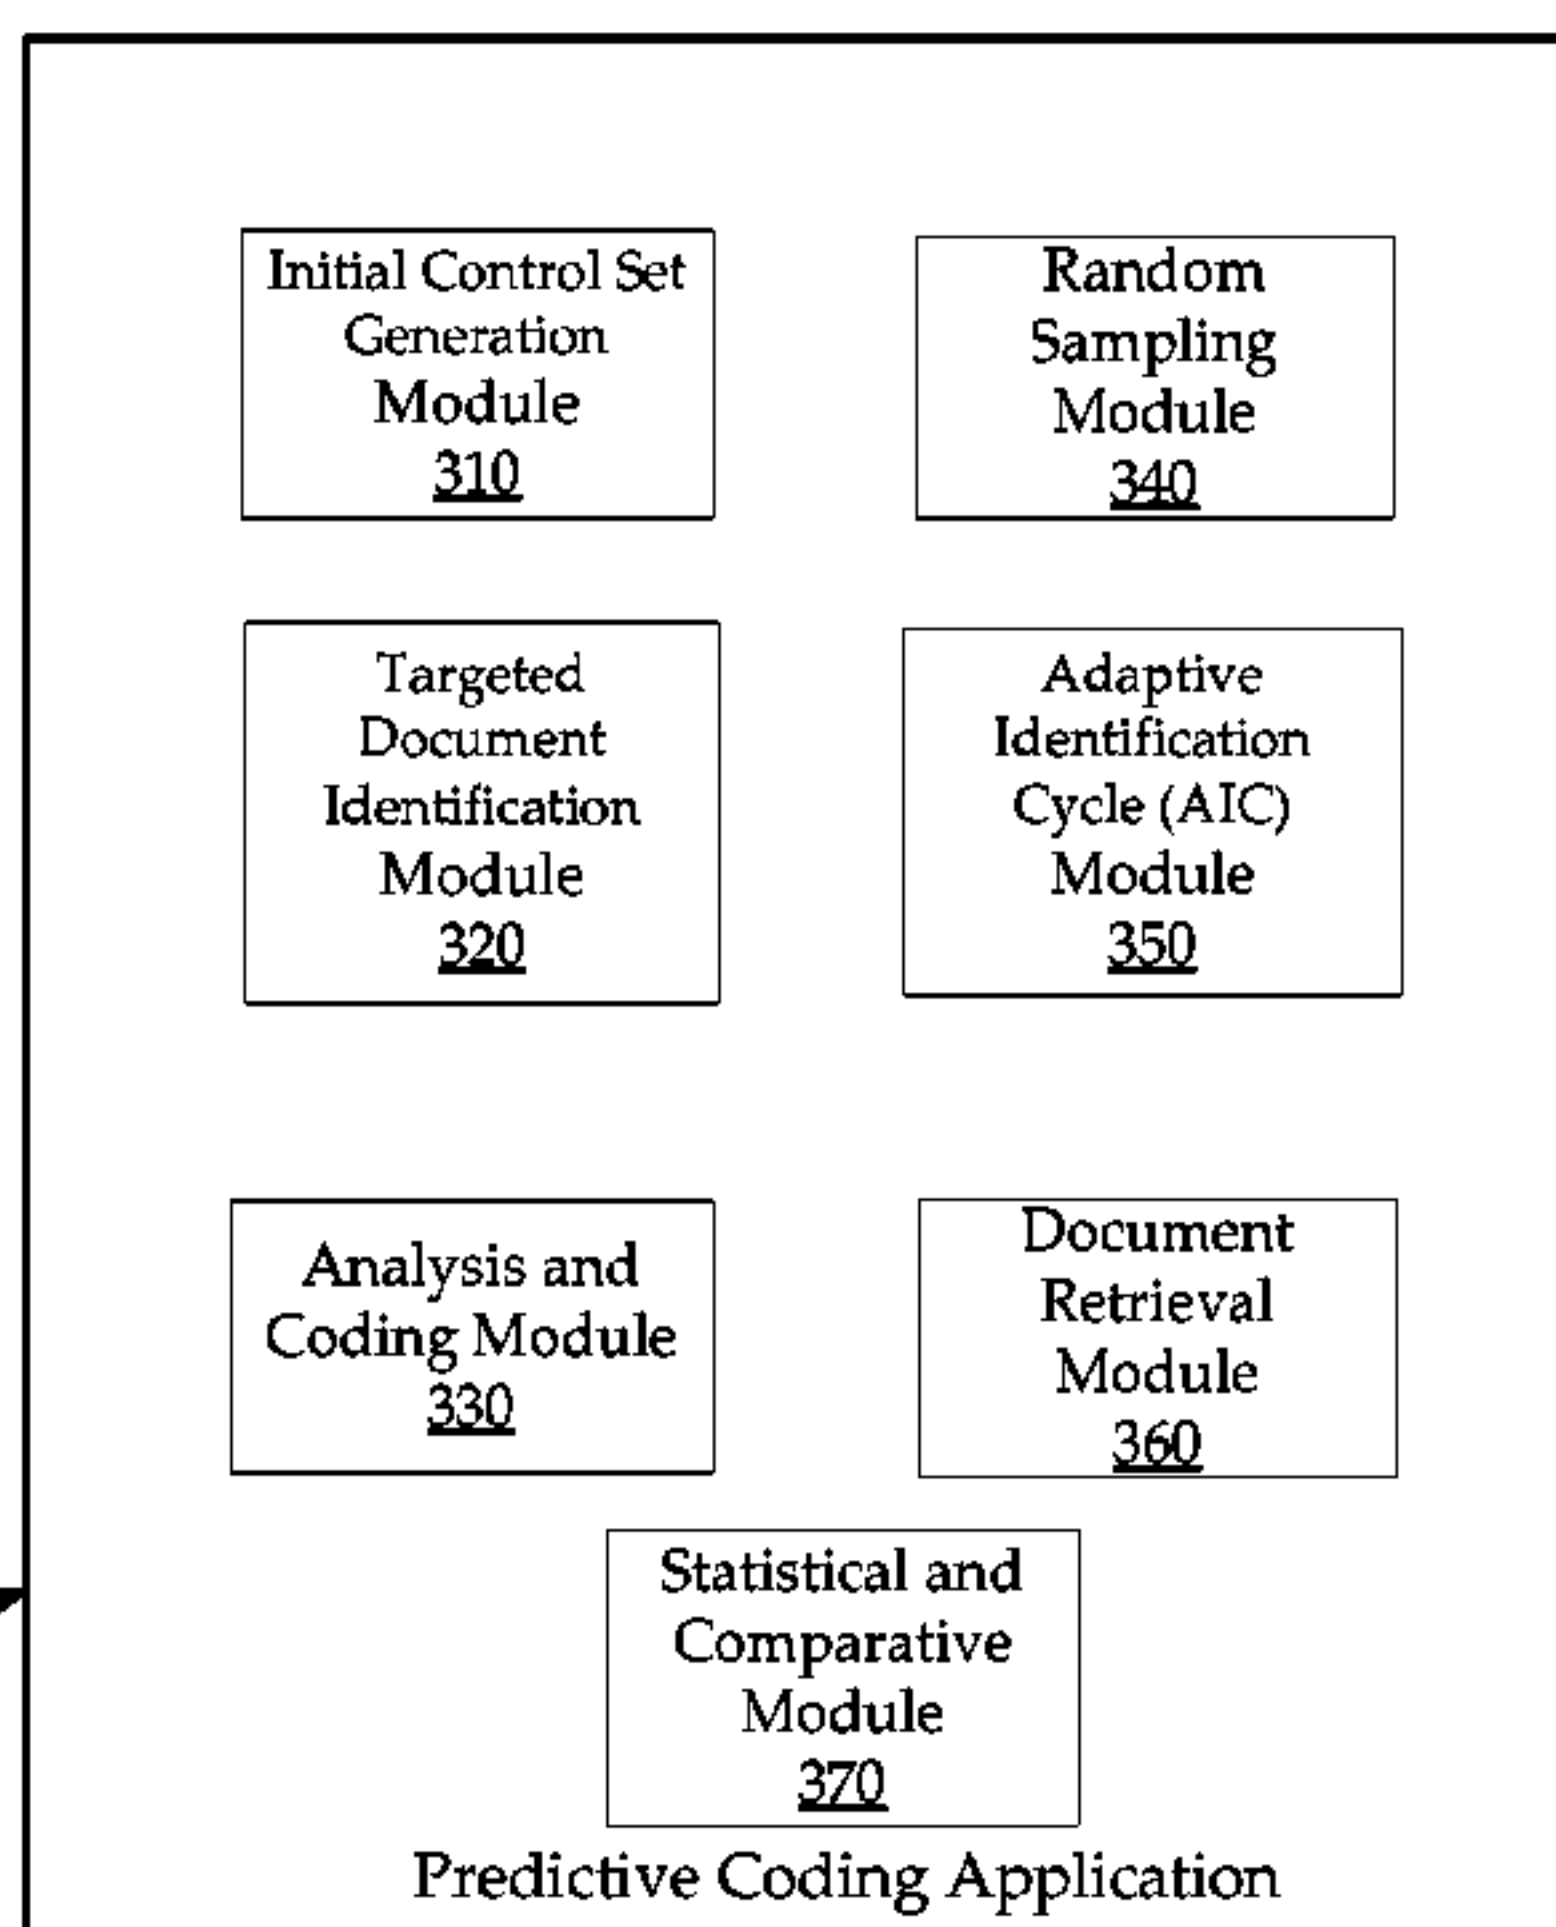 Initial Control Set
Generation
Module
310
Random
Sampling
Module
340
Targeted
Document
Identification
Module
320
Adaptive
Identification
Cycle (AIC)
Module
350
Analysis and
Coding Module
330
Document
Retrieval
Module
360
Statistical and
Comparative
Module
370
Predictive Coding Application